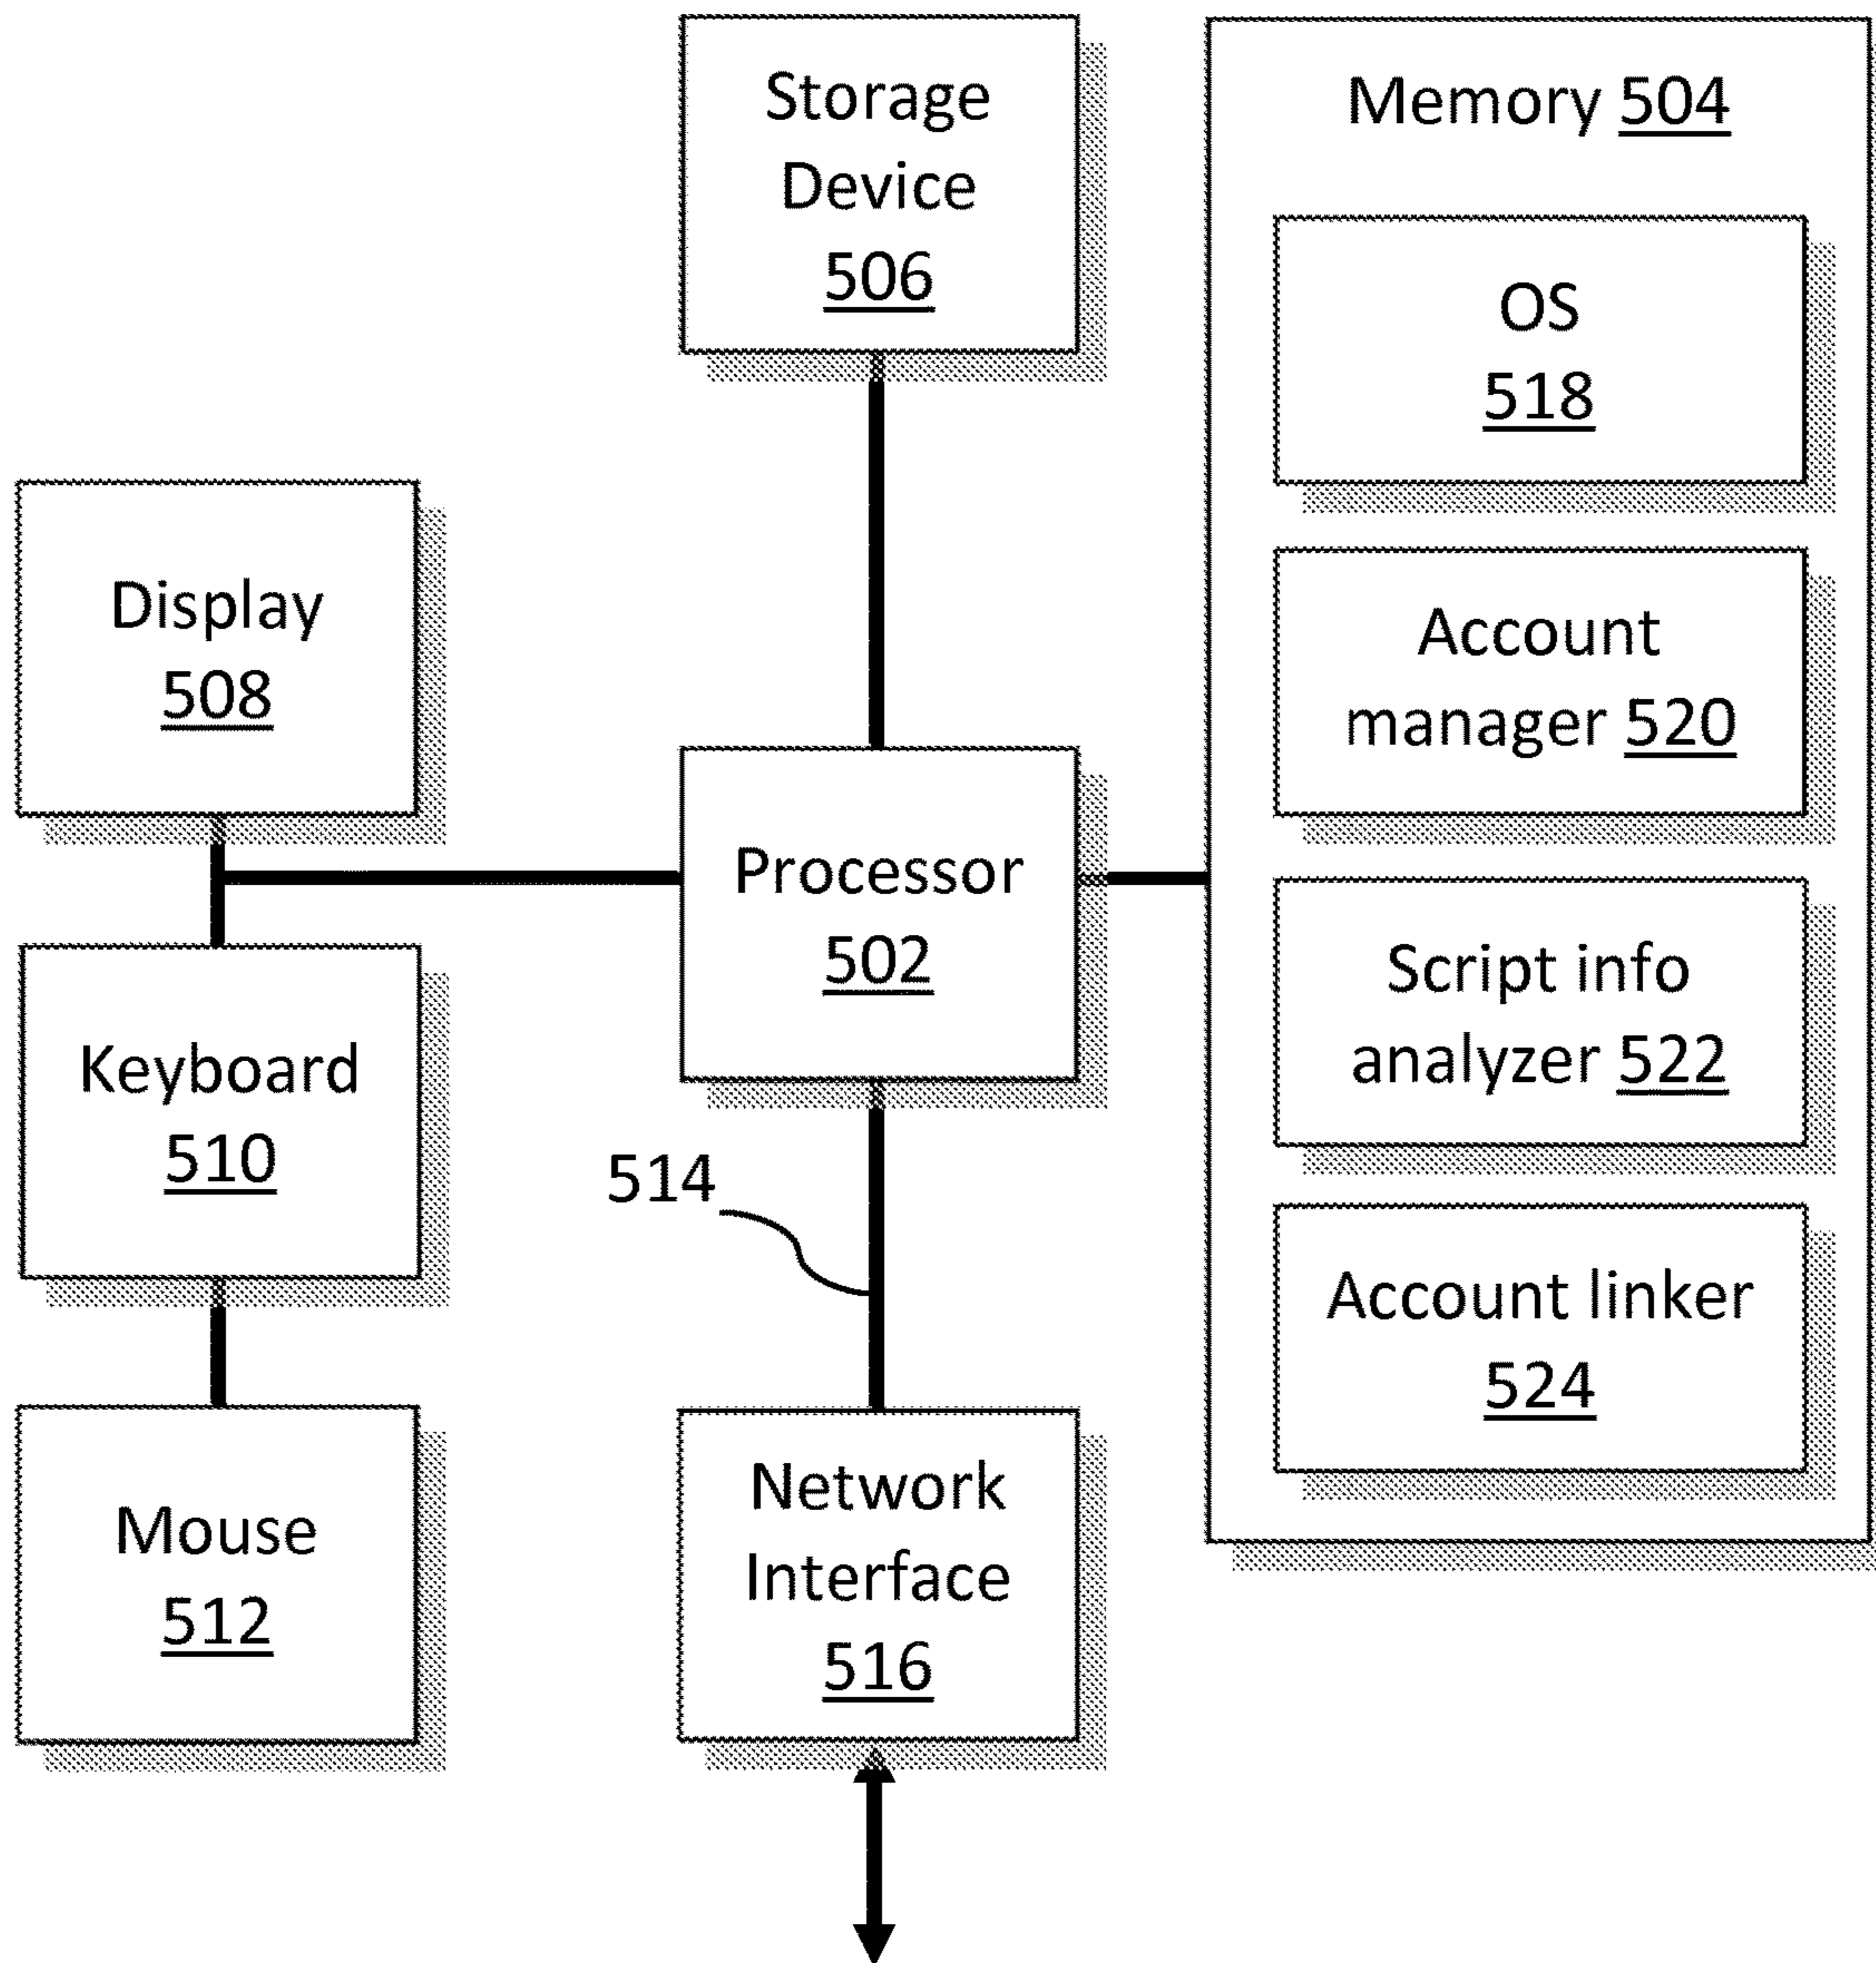 Storage
Device
506
Memory 504
OS
518
Display
508
Account
manager 520
Processor
502
Script info
analyzer 522
Keyboard
510
514
Account linker
524
Network
Interface
516
Mouse
512